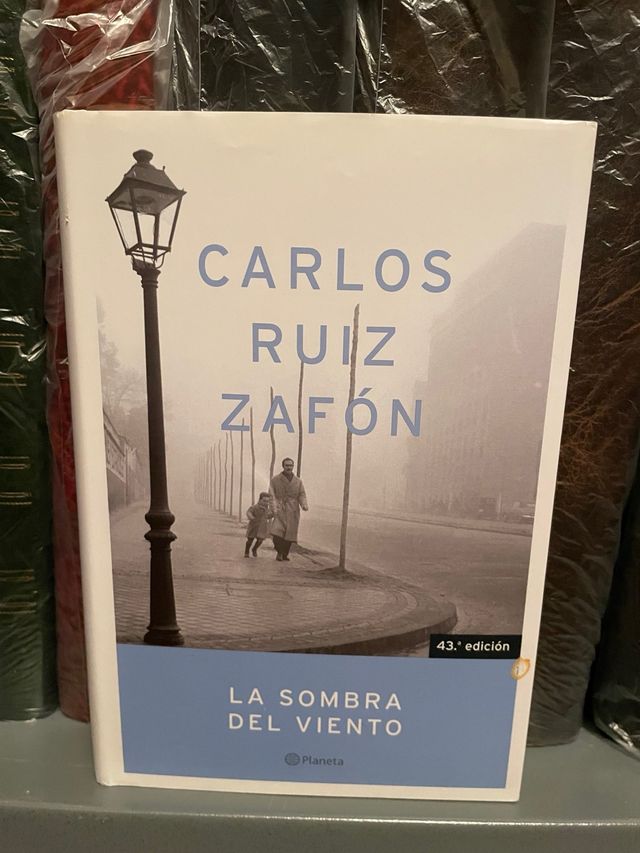 CARLOS
RUIZ
ZAFÓN
43.ª edición
LA SOMBRA
DEL VIENTO
Planeta